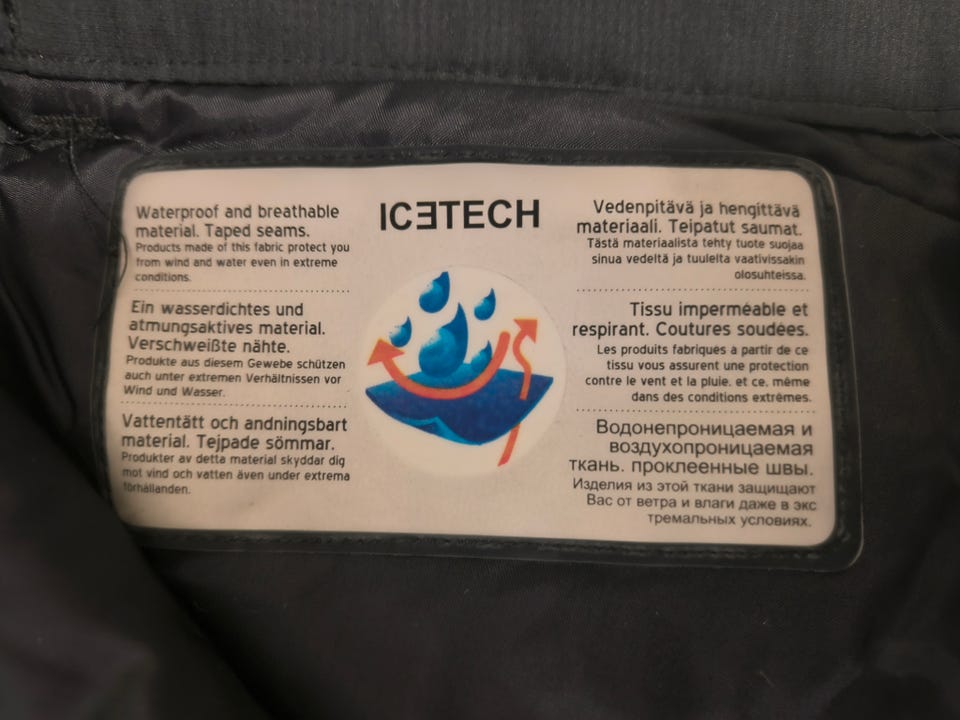 ICƎTECH
Waterproof and breathable
material. Taped seams.
Products made of this fabric protect you
from wind and water even in extreme
conditions.
Ein wasserdichtes und
atmungsaktives material.
Verschweißte nähte.
Produkte aus diesem Gewebe schützen
auch unter extremen Verhältnissen vor
Wind und Wasser.
Vattentätt och andningsbart
material. Tejpade sömmar.
Produkter av detta material skyddar dig
mot vind och vatten även under extrema
förhållanden.
Vedenpitävä ja hengittävä
materiaali. Teipatut saumat.
Tästä materiaalista tehty tuote suojaa
sinua vedeltä ja tuulelta vaativissakin
olosuhteissa.
Tissu imperméable et
respirant. Coutures soudées.
Les produits fabriqués a partir de ce
tissu vous assurent une protection
contre le vent et la pluie, et ce, même
dans des conditions extrêmes.
Водонепроницаемая и
воздухопроницаемая
ткань. проклеенные швы.
Изделия из этой ткани защищают
Вас от ветра и влаги даже в экс
тремальных условиях.